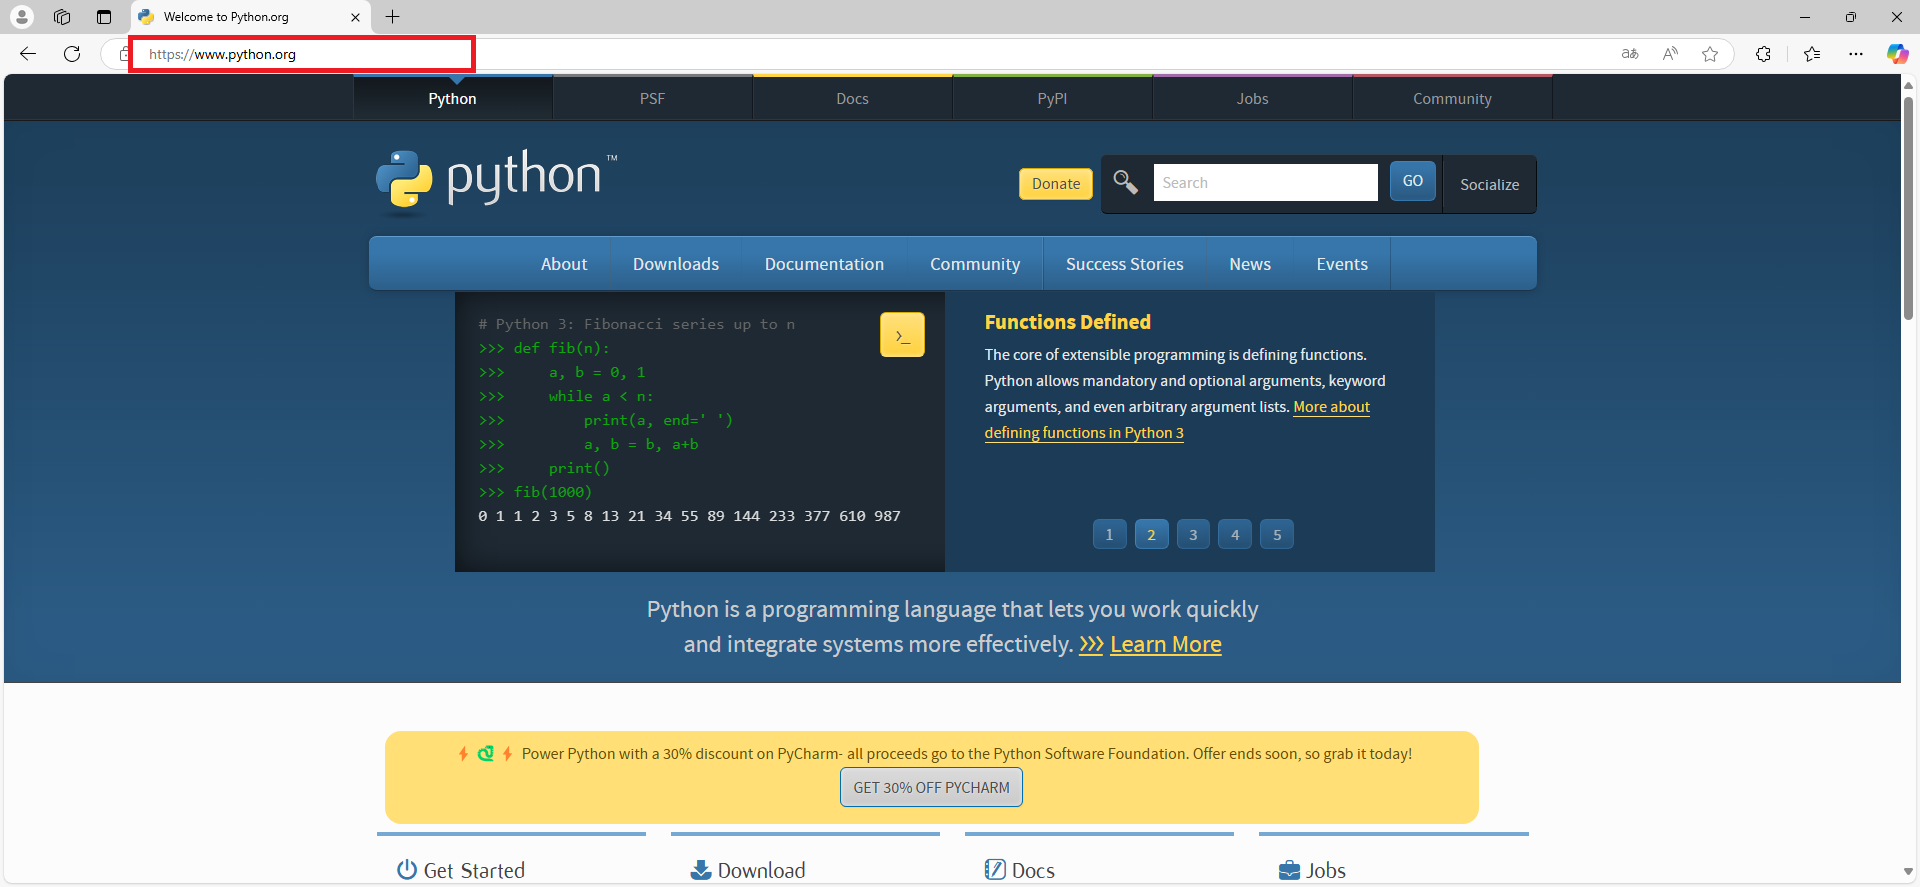 Welcome to Python.org
https://www.python.org
aあ
A
Python PSF Docs PyPI Jobs Community
python™
Donate
Search
GO
Socialize
About Downloads Documentation Community Success Stories News Events
# Python 3: Fibonacci series up to n
>>> def fib(n):
>>>     a, b = 0, 1
>>>     while a < n:
>>>         print(a, end=' ')
>>>         a, b = b, a+b
>>>     print()
>>> fib(1000)
0 1 1 2 3 5 8 13 21 34 55 89 144 233 377 610 987
>_
Functions Defined
The core of extensible programming is defining functions.
Python allows mandatory and optional arguments, keyword
arguments, and even arbitrary argument lists. More about
defining functions in Python 3
1 2 3 4 5
Python is a programming language that lets you work quickly
and integrate systems more effectively. >>> Learn More
Power Python with a 30% discount on PyCharm- all proceeds go to the Python Software Foundation. Offer ends soon, so grab it today!
GET 30% OFF PYCHARM
Get Started
Download
Docs
Jobs